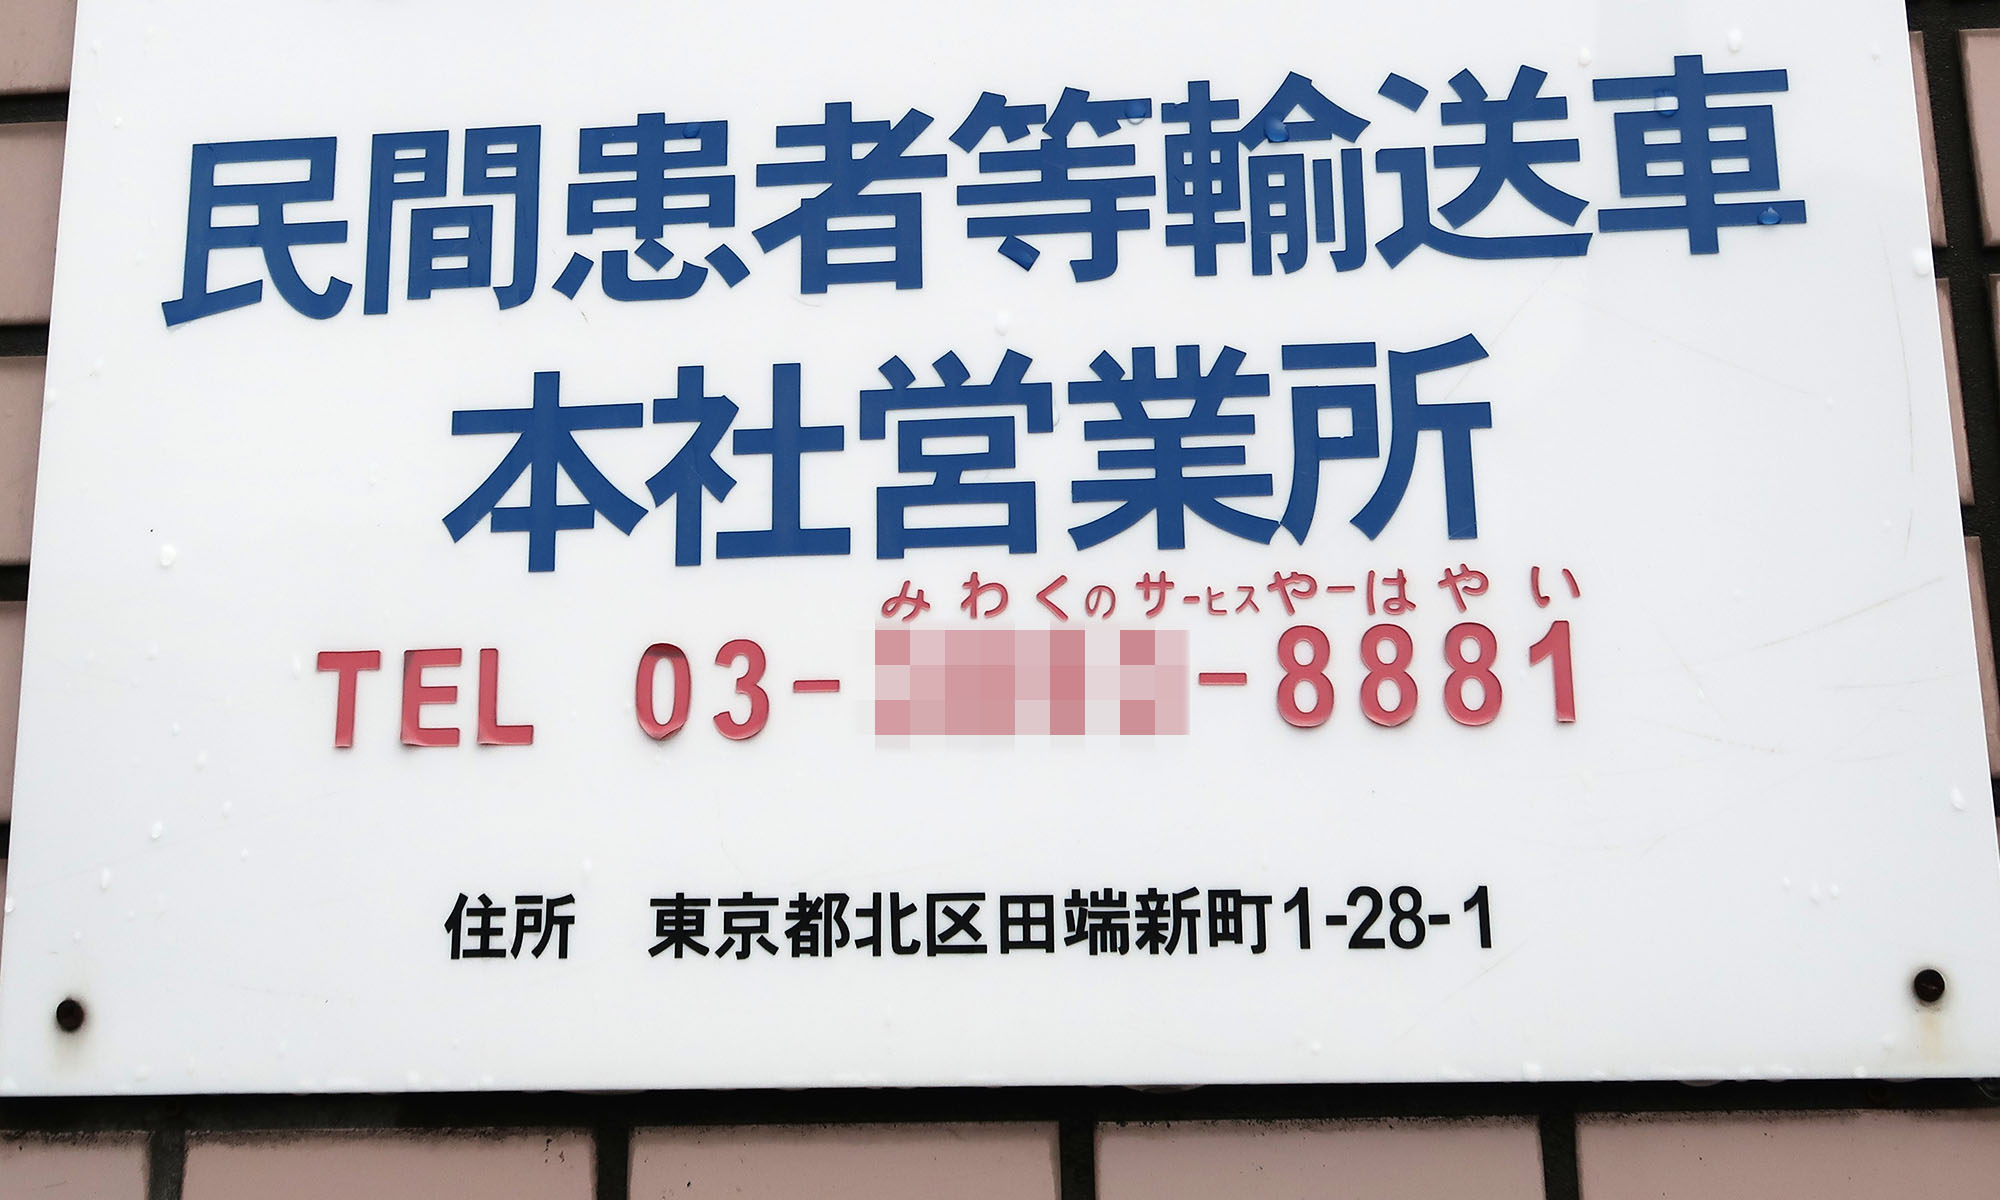 民間患者等輸送車
本社営業所
みわくのサービスやーはやい
TEL 03- -8881
住所 東京都北区田端新町1-28-1